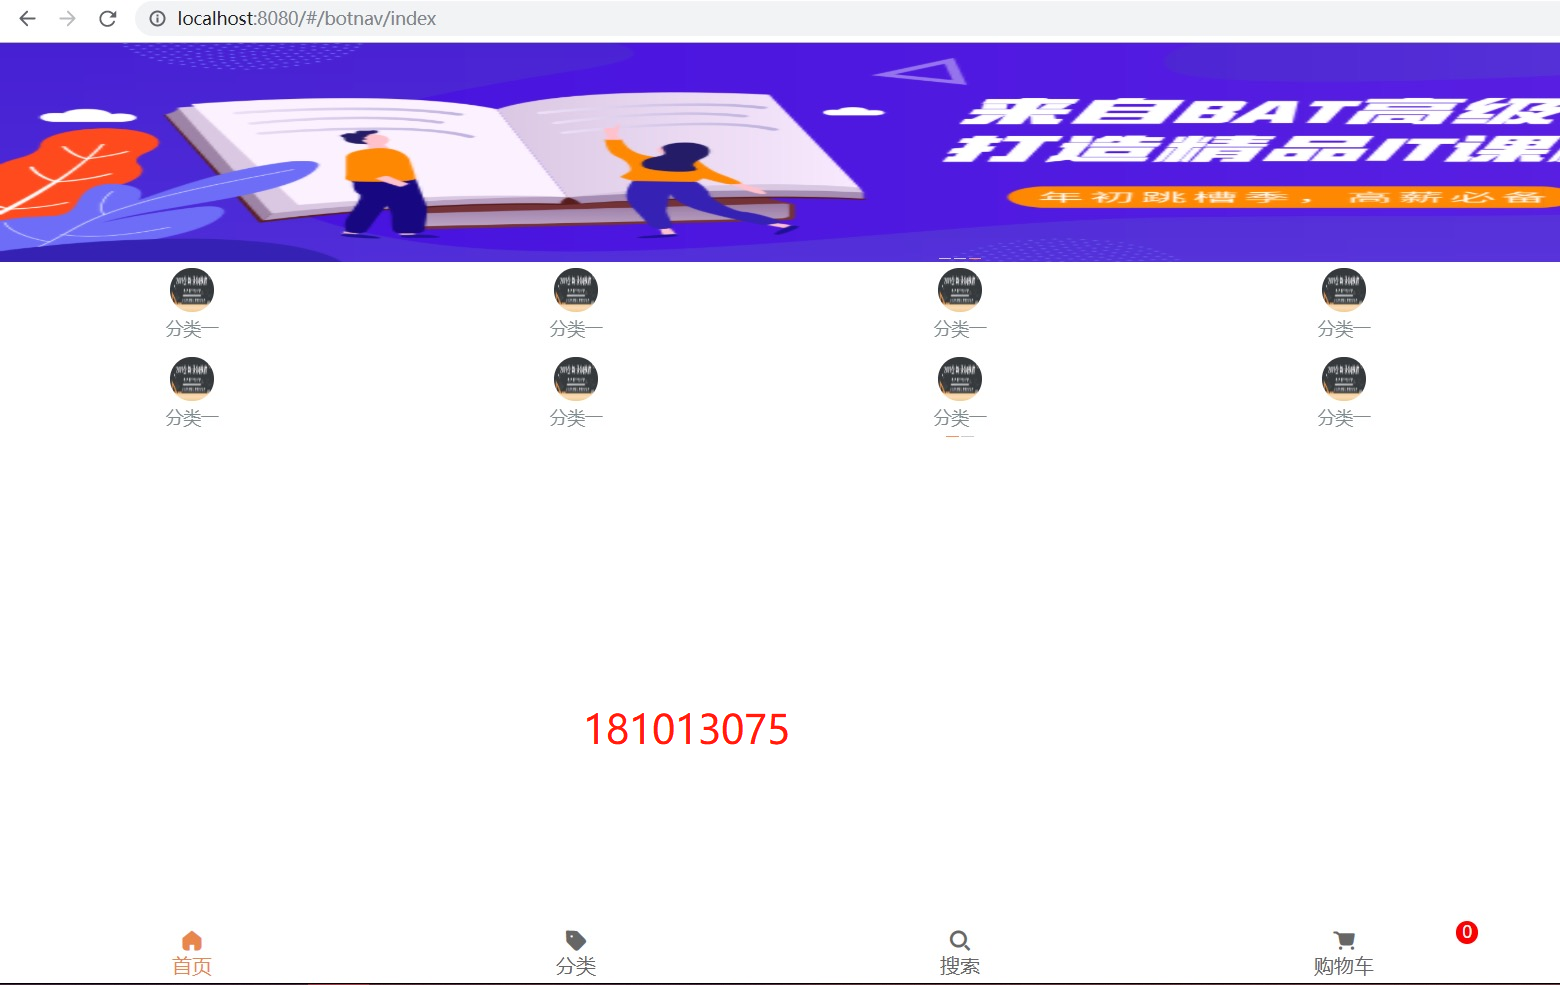 localhost:8080/#/botnav/index
来自BAT高级
打造精品IT课
年初跳槽季，高薪必备
分类一
分类一
分类一
分类一
分类一
分类一
分类一
分类一
181013075
首页
分类
搜索
购物车
0